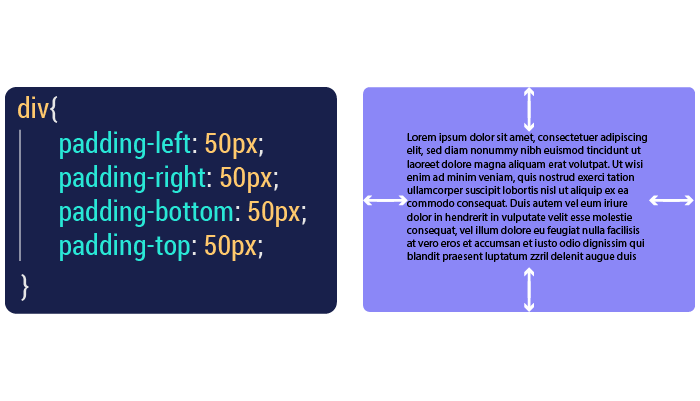 div{
padding-left: 50px;
padding-right: 50px;
padding-bottom: 50px;
padding-top: 50px;
}
Lorem ipsum dolor sit amet, consectetuer adipiscing
elit, sed diam nonummy nibh euismod tincidunt ut
laoreet dolore magna aliquam erat volutpat. Ut wisi
enim ad minim veniam, quis nostrud exerci tation
ullamcorper suscipit lobortis nisl ut aliquip ex ea
commodo consequat. Duis autem vel eum iriure
dolor in hendrerit in vulputate velit esse molestie
consequat, vel illum dolore eu feugiat nulla facilisis
at vero eros et accumsan et iusto odio dignissim qui
blandit praesent luptatum zzril delenit augue duis